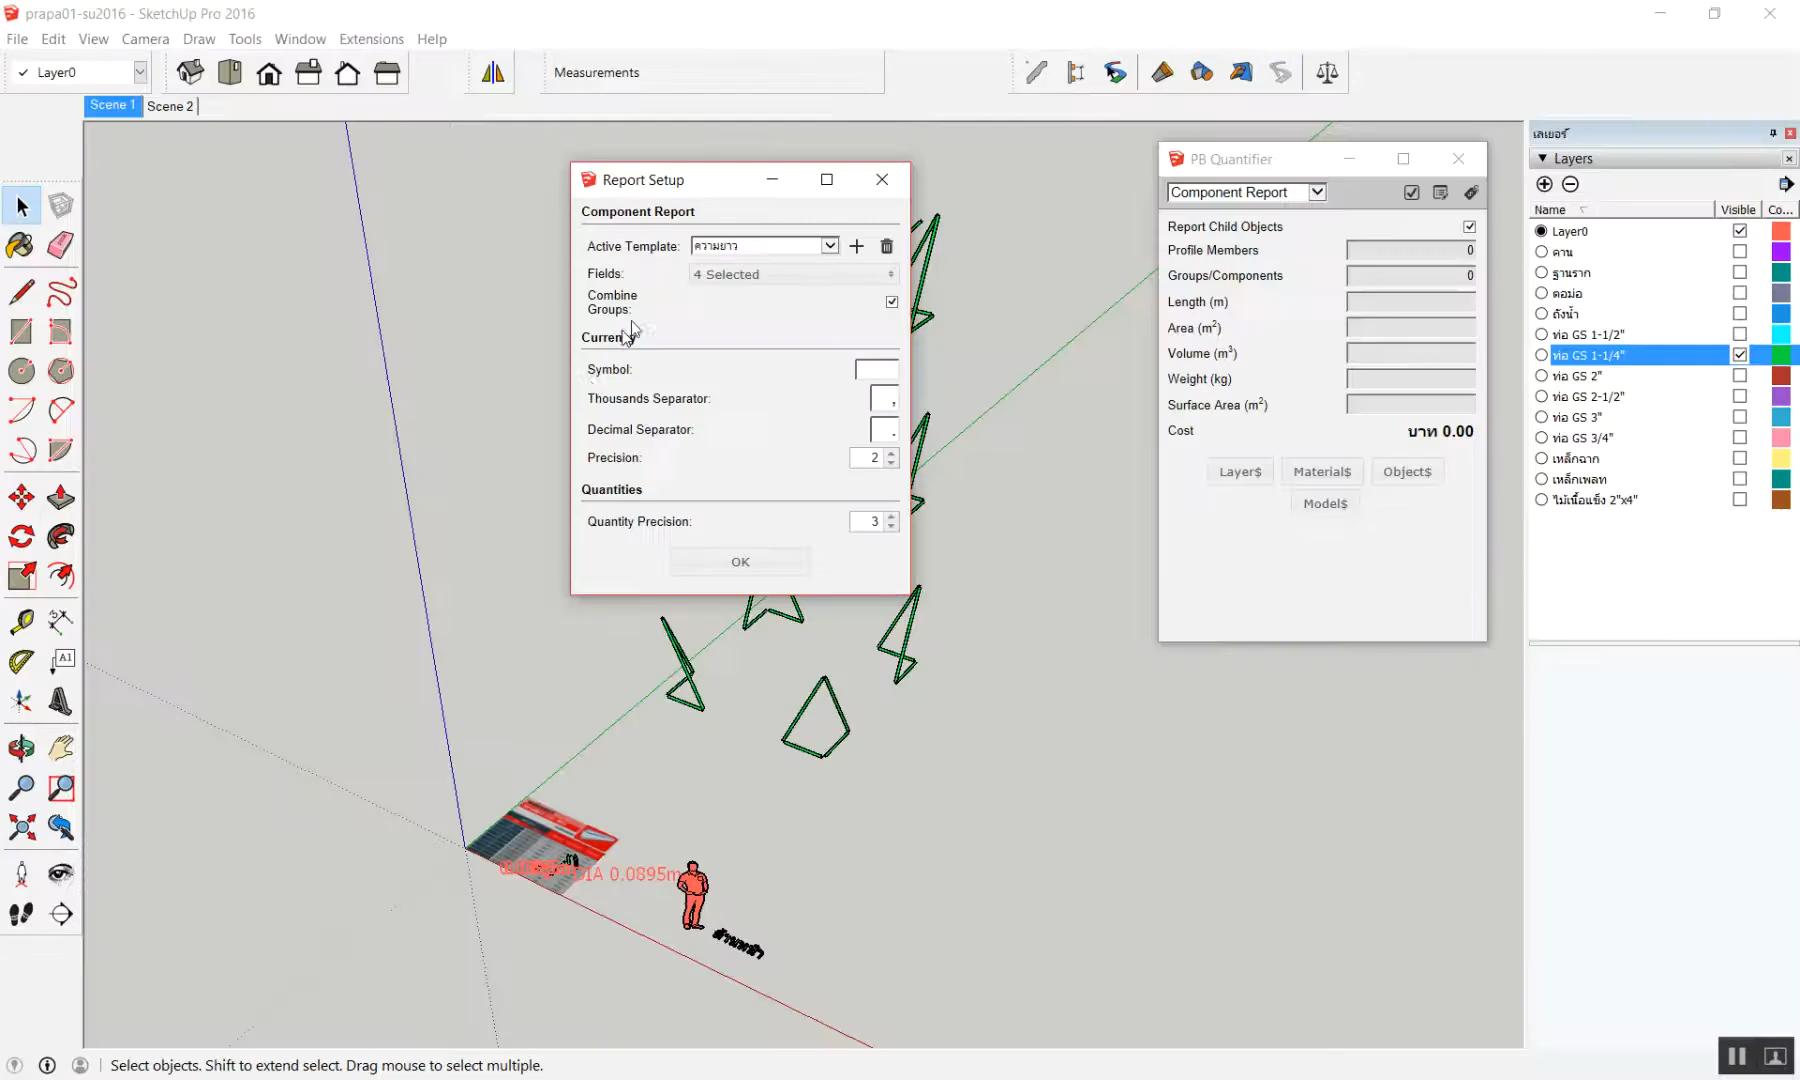 prapa01-su2016 - SketchUp Pro 2016
File Edit View Camera Draw Tools Window Extensions Help
Layer0
Measurements
Scene 1 Scene 2
Report Setup
Component Report
Active Template: ความยาว
Fields: 4 Selected
Combine
Groups:
Symbol:
Thousands Separator: ,
Decimal Separator: .
Precision: 2
Quantities
Quantity Precision: 3
OK
PB Quantifier
Component Report
Report Child Objects
Profile Members 0
Groups/Components 0
Length (m)
Area (m²)
Volume (m³)
Weight (kg)
Surface Area (m²)
Cost บาท 0.00
Layer$ Material$ Object$
Model$
เลเยอร์
Layers
Name Visible Co...
Layer0
คาน
ฐานราก
ตอม่อ
ถังน้ำ
ท่อ GS 1-1/2"
ท่อ GS 1-1/4"
ท่อ GS 2"
ท่อ GS 2-1/2"
ท่อ GS 3"
ท่อ GS 3/4"
เหล็กฉาก
เหล็กเพลท
ไม้เนื้อแข็ง 2"x4"
A1
DIA 0.0895m
ด้านหน้า
Select objects. Shift to extend select. Drag mouse to select multiple.